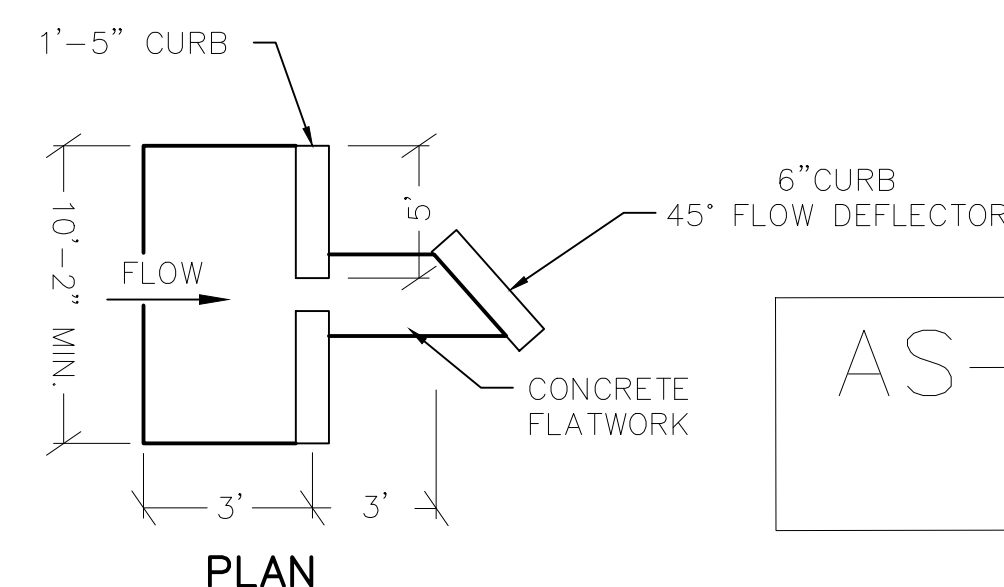 1'-5" CURB
6"CURB
45° FLOW DEFLECTOR
5'
10'-2" MIN.
FLOW
AS-
CONCRETE
FLATWORK
3'
3'
PLAN